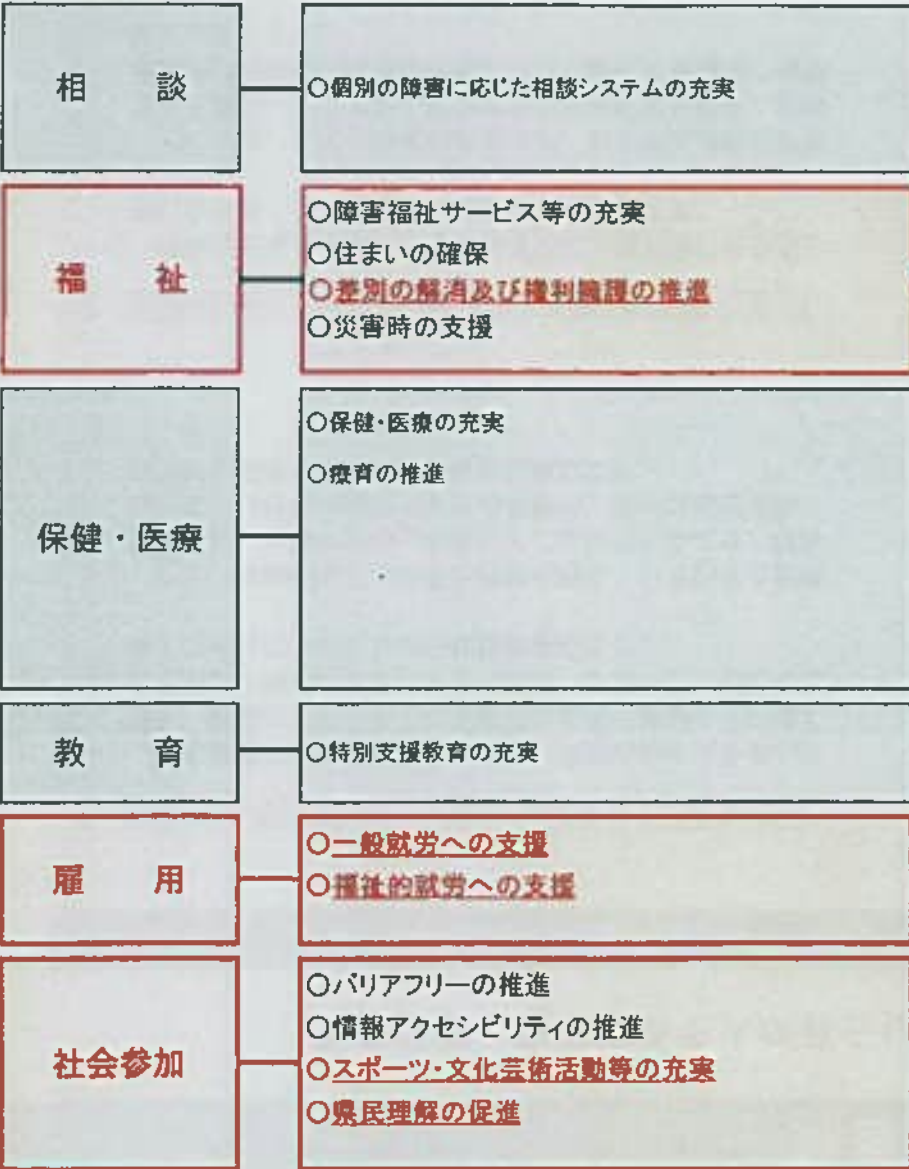 相　談
○個別の障害に応じた相談システムの充実
福　祉
○障害福祉サービス等の充実
○住まいの確保
○差別の解消及び権利擁護の推進
○災害時の支援
保健・医療
○保健・医療の充実
○療育の推進
教　育
○特別支援教育の充実
雇　用
○一般就労への支援
○福祉的就労への支援
社会参加
○バリアフリーの推進
○情報アクセシビリティの推進
○スポーツ・文化芸術活動等の充実
○県民理解の促進